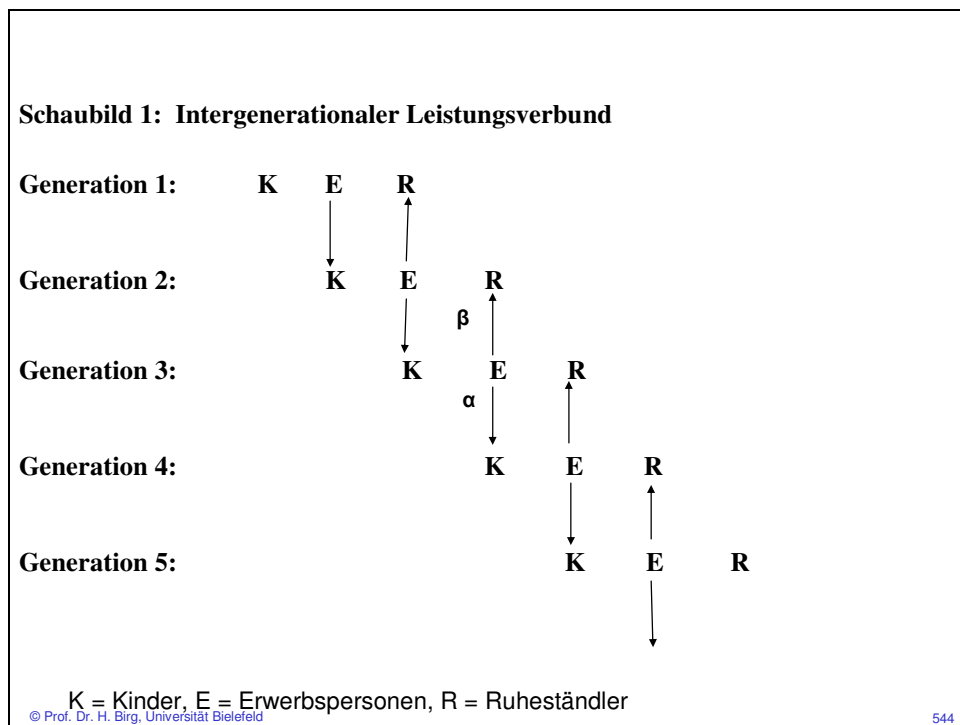 Schaubild 1: Intergenerationaler Leistungsverbund
Generation 1: K E R
Generation 2: K E R
β
Generation 3: K E R
α
Generation 4: K E R
Generation 5: K E R
K = Kinder, E = Erwerbspersonen, R = Ruheständler
© Prof. Dr. H. Birg, Universität Bielefeld 544